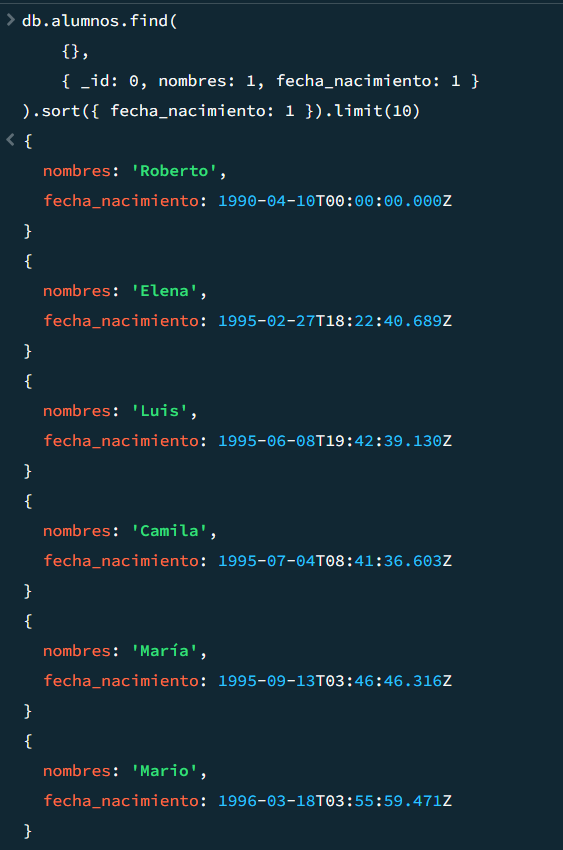 db.alumnos.find(
{},
{ _id: 0, nombres: 1, fecha_nacimiento: 1 }
).sort({ fecha_nacimiento: 1 }).limit(10)
{
nombres: 'Roberto',
fecha_nacimiento: 1990-04-10T00:00:00.000Z
}
{
nombres: 'Elena',
fecha_nacimiento: 1995-02-27T18:22:40.689Z
}
{
nombres: 'Luis',
fecha_nacimiento: 1995-06-08T19:42:39.130Z
}
{
nombres: 'Camila',
fecha_nacimiento: 1995-07-04T08:41:36.603Z
}
{
nombres: 'María',
fecha_nacimiento: 1995-09-13T03:46:46.316Z
}
{
nombres: 'Mario',
fecha_nacimiento: 1996-03-18T03:55:59.471Z
}